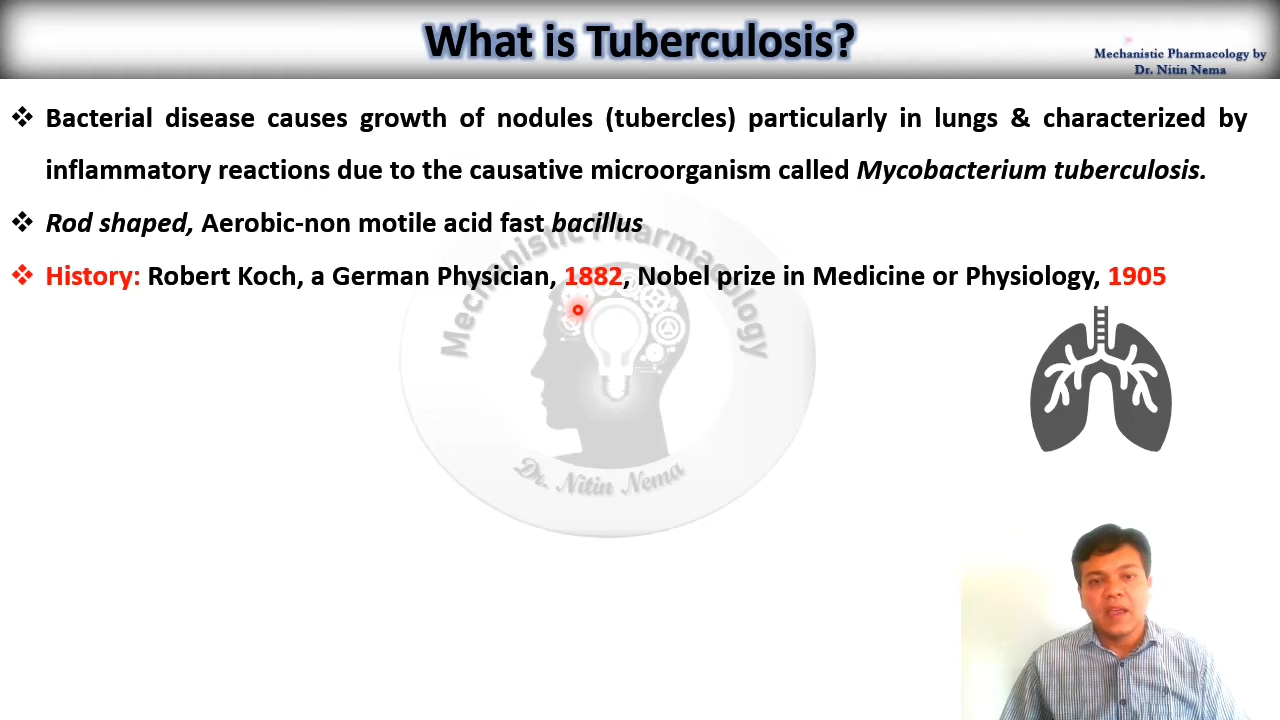 What is Tuberculosis?
Mechanistic Pharmacology by
Dr. Nitin Nema
❖ Bacterial disease causes growth of nodules (tubercles) particularly in lungs & characterized by
inflammatory reactions due to the causative microorganism called Mycobacterium tuberculosis.
❖ Rod shaped, Aerobic-non motile acid fast bacillus
❖ History: Robert Koch, a German Physician, 1882, Nobel prize in Medicine or Physiology, 1905
Mechanistic Pharmacology
Dr. Nitin Nema